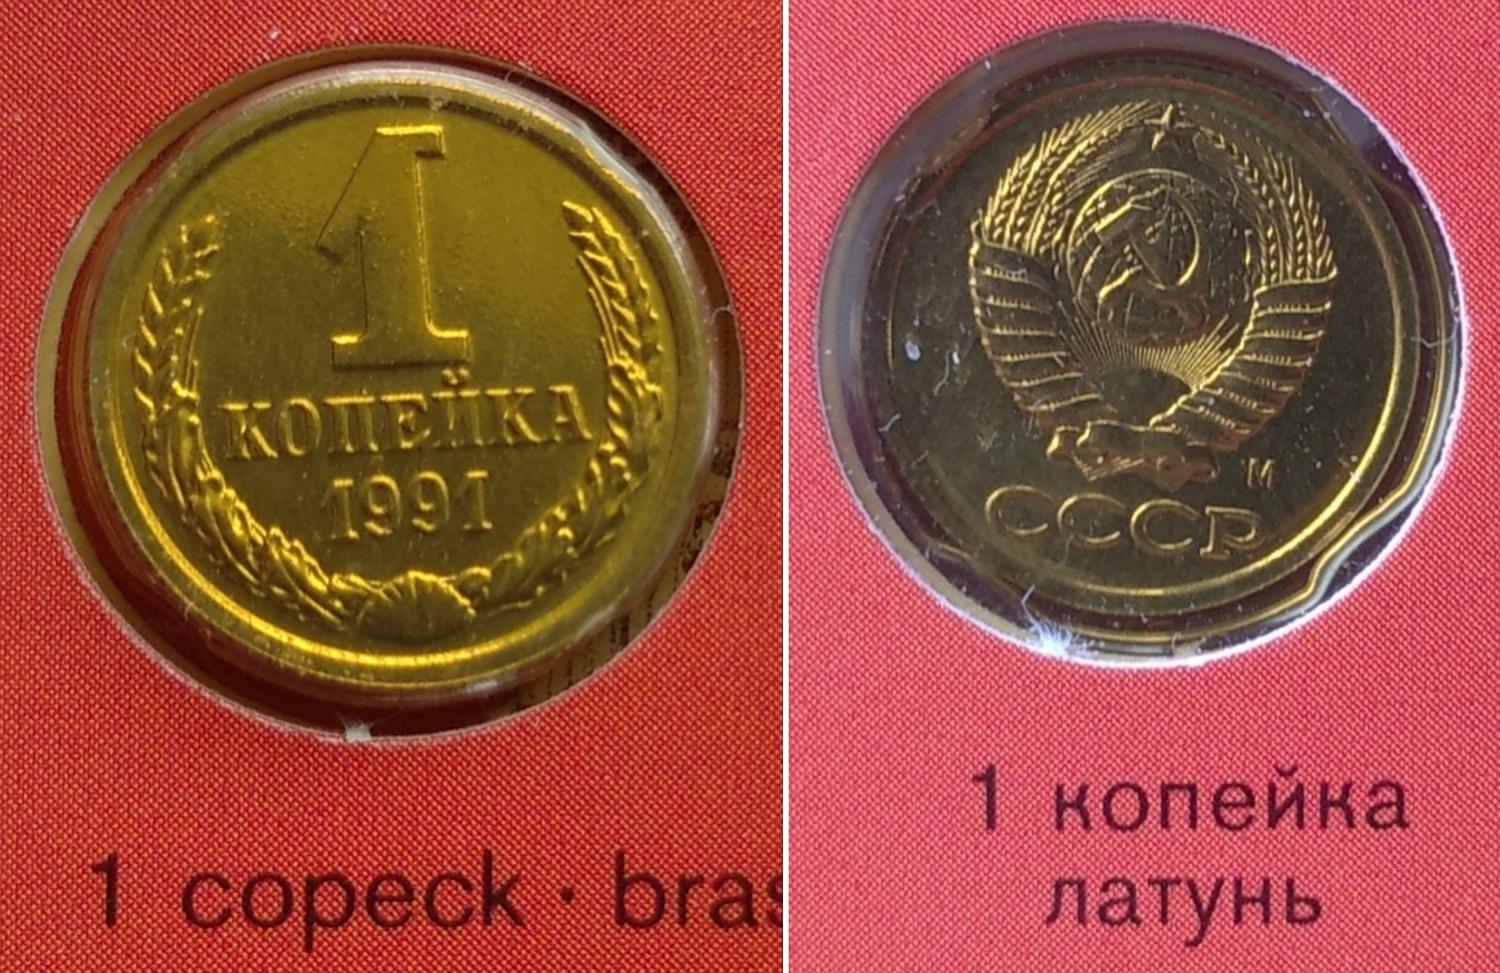 1
КОПЕЙКА
1991
1 copeck · bras
М
СССР
1 копейка
латунь